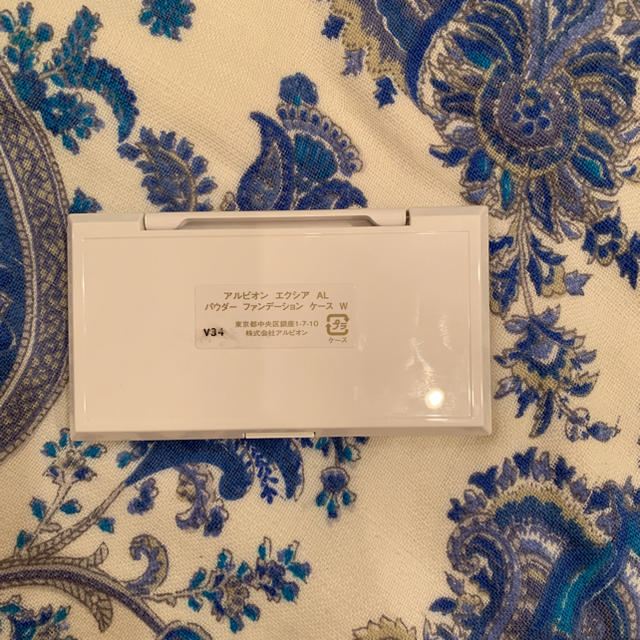 アルビオン エクシア AL
パウダー ファンデーション ケース W
V34
東京都中央区銀座1-7-10
株式会社アルビオン
プラ
ケース